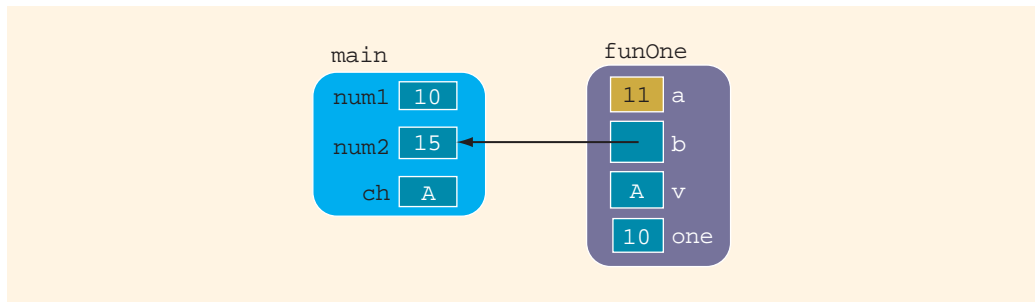 main
num1 10
num2 15
ch A
funOne
11 a
b
A v
10 one